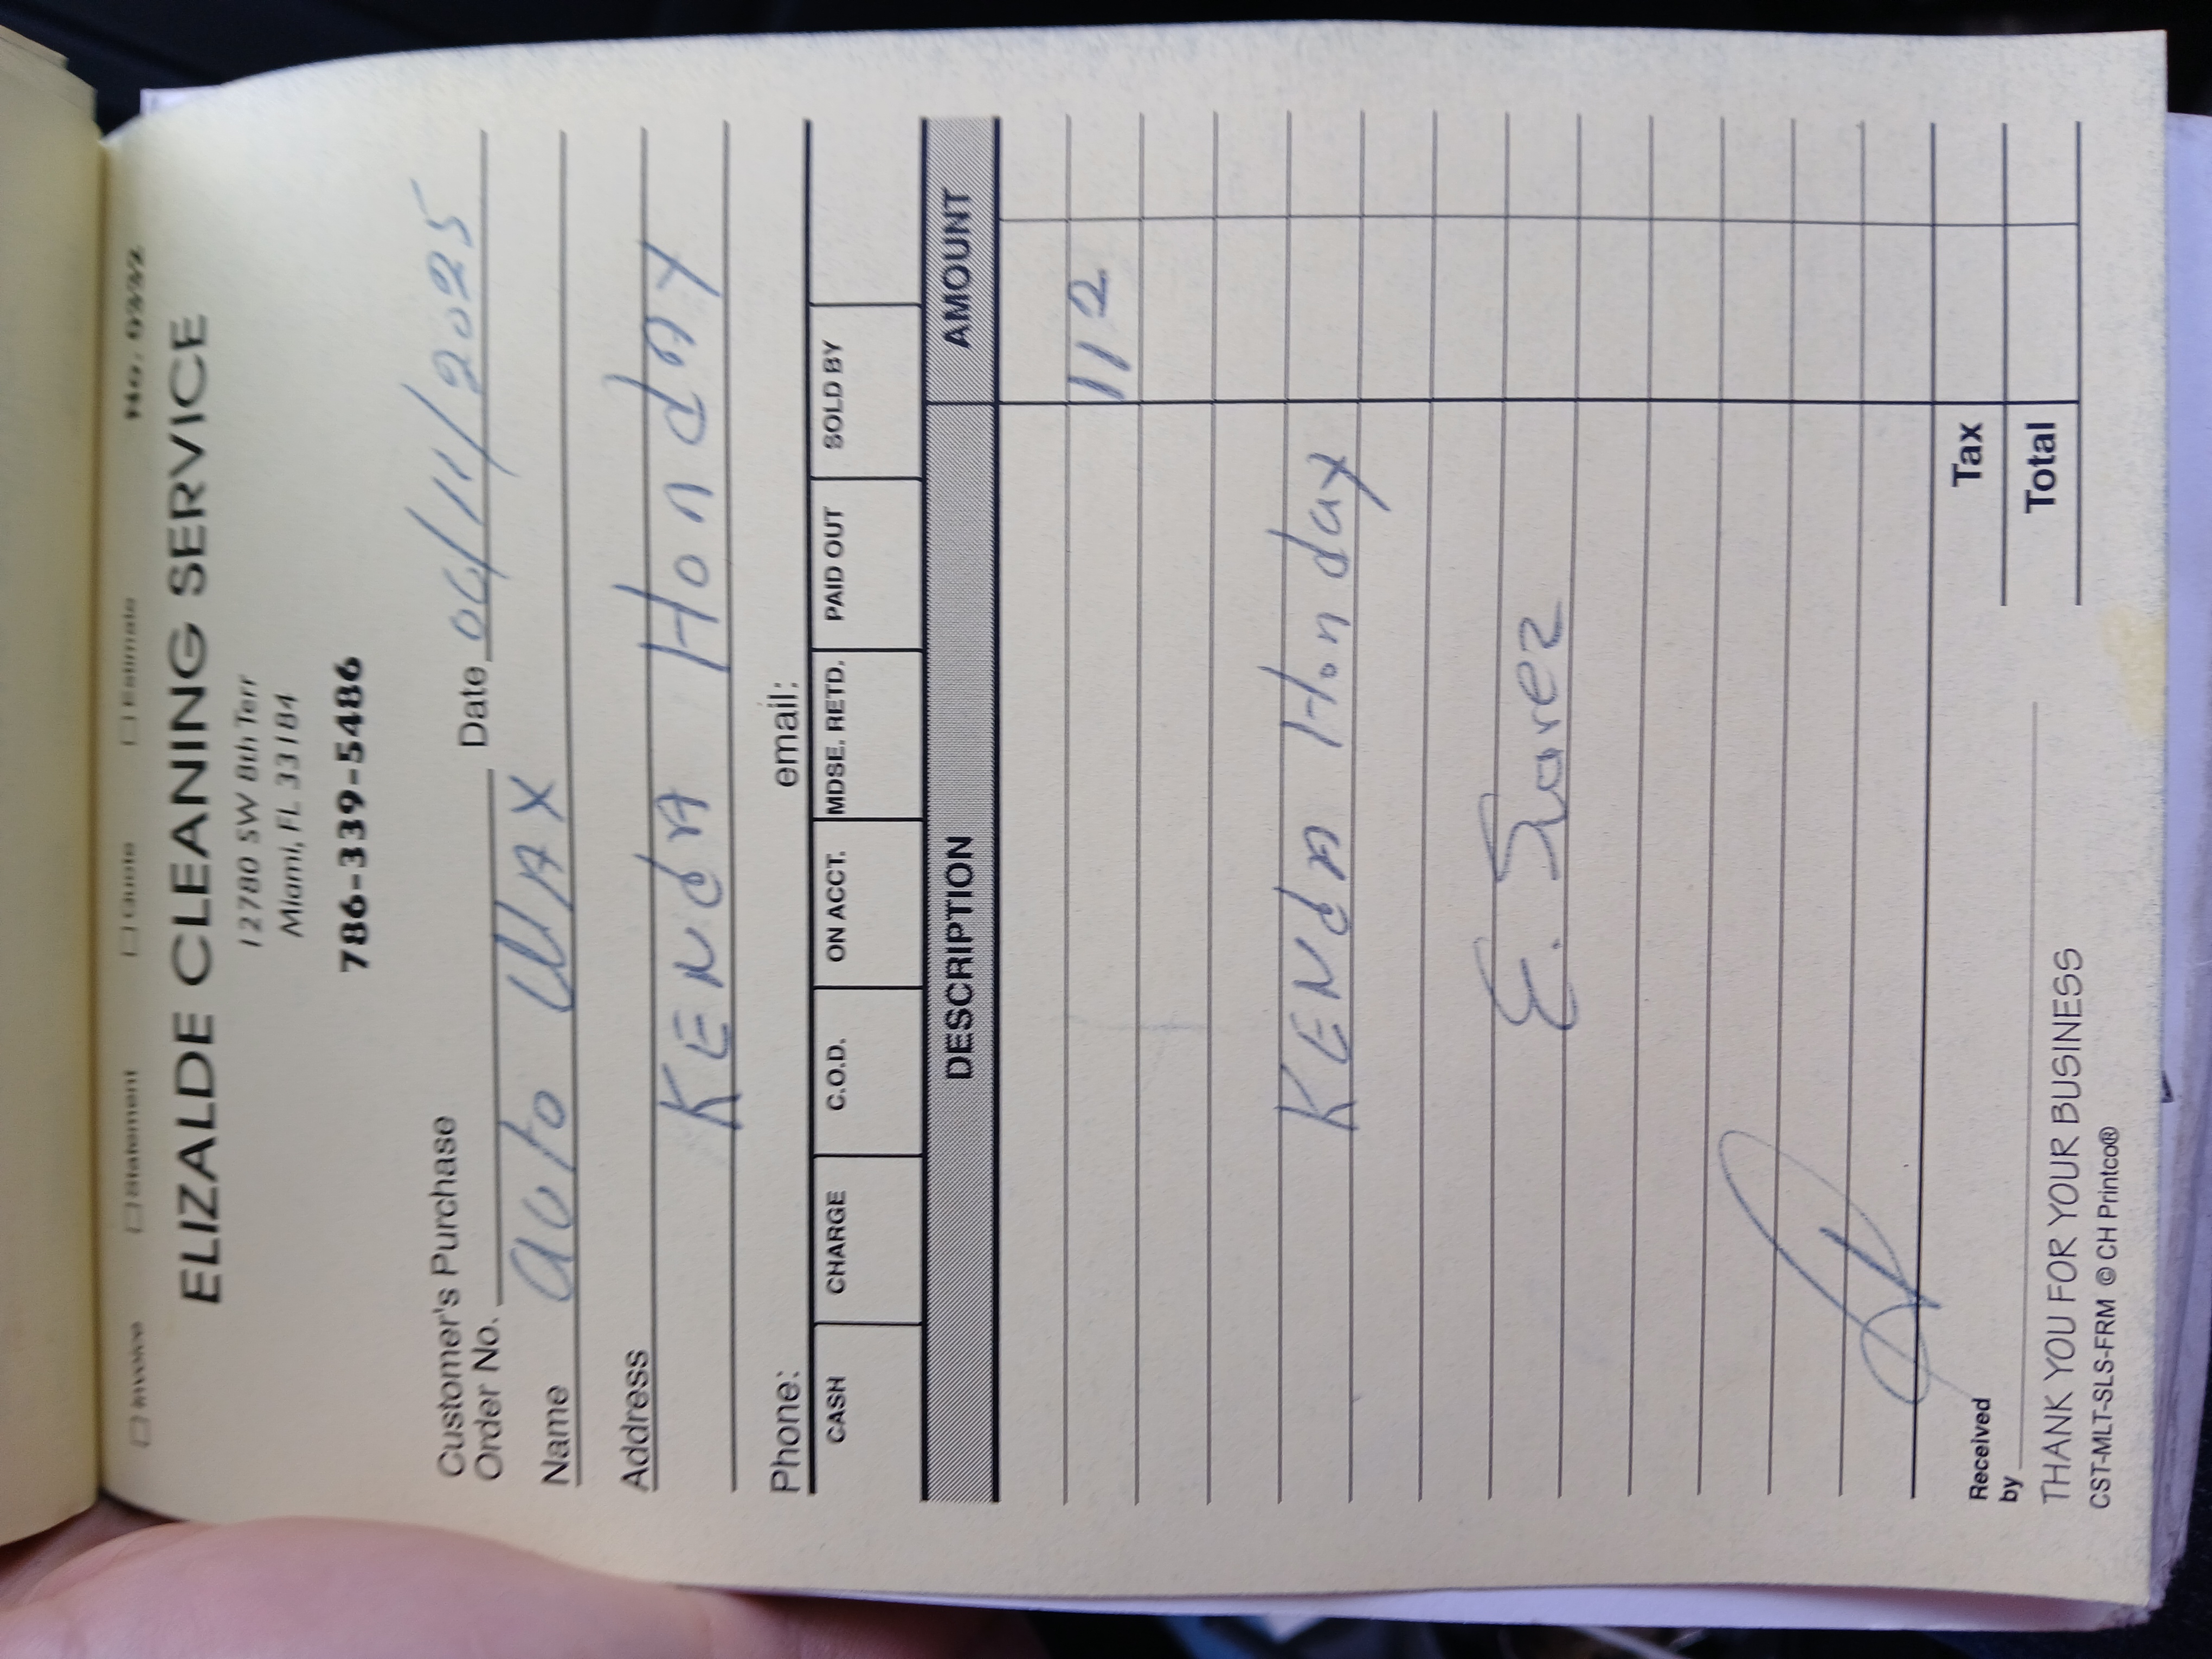 ☐ Invoice ☐ Statement ☐ Quote ☐ Estimate No.
ELIZALDE CLEANING SERVICE
12780 SW 8th Terr
Miami, FL 33184
786-339-5486
Customer's Purchase
Order No. Date /11/2025
Name auto WAX
Address
KENdA HondAy
Phone: email:
CASH CHARGE C.O.D. ON ACCT. MDSE. RETD. PAID OUT SOLD BY
DESCRIPTION AMOUNT
112
KENdA Honday
E. Suarez
Tax
Received
by
Total
THANK YOU FOR YOUR BUSINESS
CST-MLT-SLS-FRM © CH Printco®